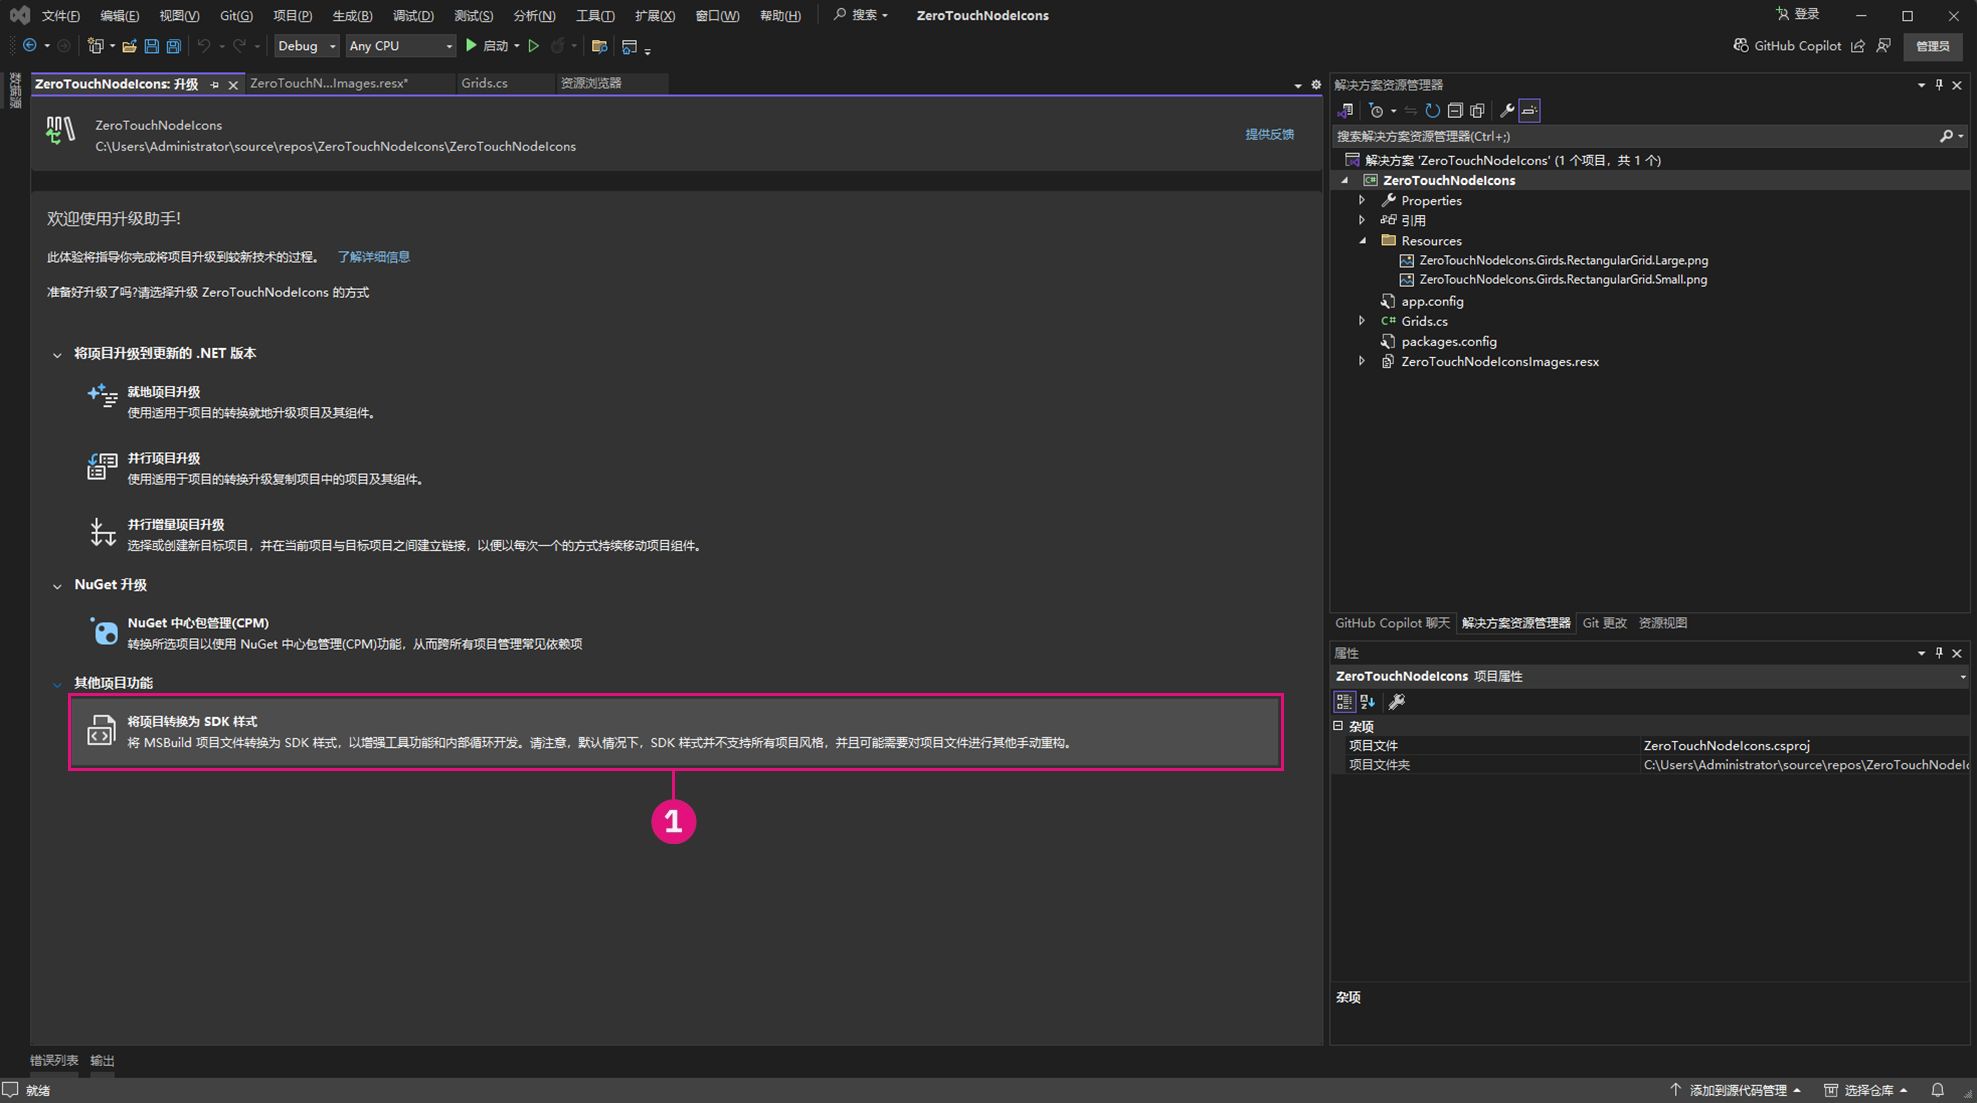 文件(F) 编辑(E) 视图(V) Git(G) 项目(P) 生成(B) 调试(D) 测试(S) 分析(N) 工具(T) 扩展(X) 窗口(W) 帮助(H) 搜索 ZeroTouchNodeIcons 登录
Debug Any CPU 启动 GitHub Copilot 管理员
数据源
ZeroTouchNodeIcons: 升级 ZeroTouchN...Images.resx* Grids.cs 资源浏览器
ZeroTouchNodeIcons
C:\Users\Administrator\source\repos\ZeroTouchNodeIcons\ZeroTouchNodeIcons
提供反馈
欢迎使用升级助手!
此体验将指导你完成将项目升级到较新技术的过程。 了解详细信息
准备好升级了吗?请选择升级 ZeroTouchNodeIcons 的方式
将项目升级到更新的 .NET 版本
就地项目升级
使用适用于项目的转换就地升级项目及其组件。
并行项目升级
使用适用于项目的转换升级复制项目中的项目及其组件。
并行增量项目升级
选择或创建新目标项目，并在当前项目与目标项目之间建立链接，以便以每次一个的方式持续移动项目组件。
NuGet 升级
NuGet 中心包管理(CPM)
转换所选项目以使用 NuGet 中心包管理(CPM)功能，从而跨所有项目管理常见依赖项
其他项目功能
将项目转换为 SDK 样式
将 MSBuild 项目文件转换为 SDK 样式，以增强工具功能和内部循环开发。请注意，默认情况下，SDK 样式并不支持所有项目风格，并且可能需要对项目文件进行其他手动重构。
1
解决方案资源管理器
搜索解决方案资源管理器(Ctrl+;)
解决方案 'ZeroTouchNodeIcons' (1 个项目，共 1 个)
ZeroTouchNodeIcons
Properties
引用
Resources
ZeroTouchNodeIcons.Girds.RectangularGrid.Large.png
ZeroTouchNodeIcons.Girds.RectangularGrid.Small.png
app.config
C# Grids.cs
packages.config
ZeroTouchNodeIconsImages.resx
GitHub Copilot 聊天 解决方案资源管理器 Git 更改 资源视图
属性
ZeroTouchNodeIcons 项目属性
杂项
项目文件 ZeroTouchNodeIcons.csproj
项目文件夹 C:\Users\Administrator\source\repos\ZeroTouchNodeI
杂项
错误列表 输出
就绪 添加到源代码管理 选择仓库